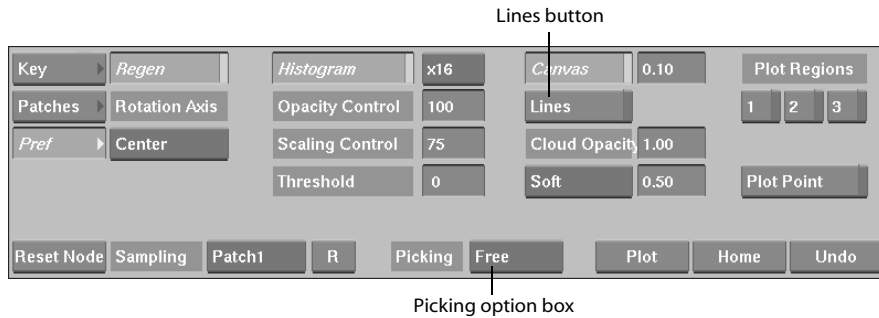 Lines button
Key Regen Histogram x16 Canvas 0.10 Plot Regions
Patches Rotation Axis Opacity Control 100 Lines 1 2 3
Pref Center Scaling Control 75 Cloud Opacity 1.00
Threshold 0 Soft 0.50 Plot Point
Reset Node Sampling Patch1 R Picking Free Plot Home Undo
Picking option box